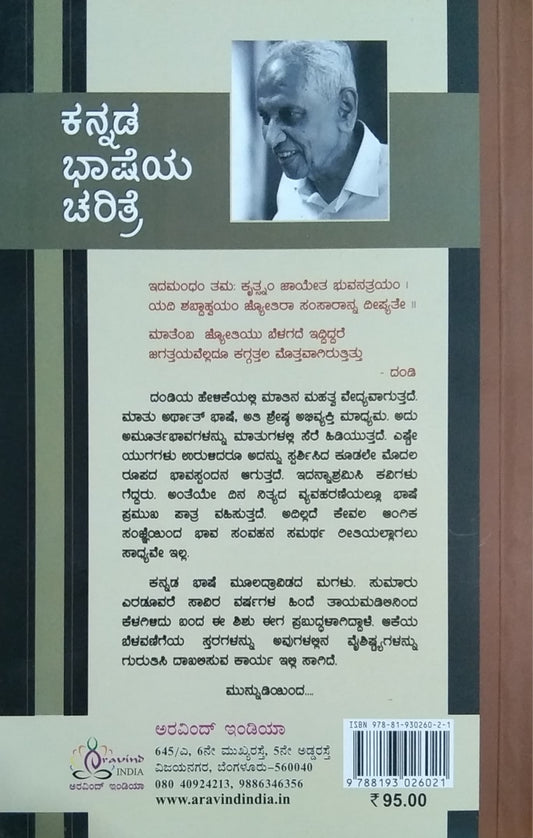 ಕನ್ನಡ
ಭಾಷೆಯ
ಚರಿತ್ರೆ
ಇದಮಂಧಂ ತಮಃ ಕೃತ್ಸ್ನಂ ಜಾಯೇತ ಭುವನತ್ರಯಂ ।
ಯದಿ ಶಬ್ದಾಹ್ವಯಂ ಜ್ಯೋತಿರಾ ಸಂಸಾರಾನ್ನ ದೀಪ್ಯತೇ ॥
ಮಾತೆಂಬ ಜ್ಯೋತಿಯು ಬೆಳಗದೆ ಇದ್ದಿದ್ದರೆ
ಜಗತ್ತ್ರಯವೆಲ್ಲದೂ ಕಗ್ಗತ್ತಲ ಮೊತ್ತವಾಗಿರುತ್ತಿತ್ತು
- ದಂಡಿ
ದಂಡಿಯ ಹೇಳಿಕೆಯಲ್ಲಿ ಮಾತಿನ ಮಹತ್ವ ವೇದ್ಯವಾಗುತ್ತದೆ.
ಮಾತು ಅರ್ಥಾತ್ ಭಾಷೆ, ಅತಿ ಶ್ರೇಷ್ಠ ಅಭಿವ್ಯಕ್ತಿ ಮಾಧ್ಯಮ. ಅದು
ಅಮೂರ್ತಭಾವಗಳನ್ನು ಮಾತುಗಳಲ್ಲಿ ಸೆರೆ ಹಿಡಿಯುತ್ತದೆ. ಎಷ್ಟೇ
ಯುಗಗಳು ಉರುಳಿದರೂ ಅದನ್ನು ಸ್ಪರ್ಶಿಸಿದ ಕೂಡಲೇ ಮೊದಲ
ರೂಪದ ಭಾವಸ್ಪಂದನ ಆಗುತ್ತದೆ. ಇದನ್ನಾಶ್ರಮಿಸಿ ಕವಿಗಳು
ಗೆದ್ದರು. ಅಂತೆಯೇ ದಿನ ನಿತ್ಯದ ವ್ಯವಹರಣೆಯಲ್ಲೂ ಭಾಷೆ
ಪ್ರಮುಖ ಪಾತ್ರ ವಹಿಸುತ್ತದೆ. ಅದಿಲ್ಲದೆ ಕೇವಲ ಆಂಗಿಕ
ಸಂಜ್ಞೆಯಿಂದ ಭಾವ ಸಂವಹನ ಸಮರ್ಥ ರೀತಿಯಲ್ಲಾಗಲು
ಸಾಧ್ಯವೇ ಇಲ್ಲ.
ಕನ್ನಡ ಭಾಷೆ ಮೂಲದ್ರಾವಿಡದ ಮಗಳು. ಸುಮಾರು
ಎರಡೂವರೆ ಸಾವಿರ ವರ್ಷಗಳ ಹಿಂದೆ ತಾಯಮಡಿಲಿನಿಂದ
ಕೆಳಗಿಳಿದು ಬಂದ ಈ ಶಿಶು ಈಗ ಪ್ರಬುದ್ಧಳಾಗಿದ್ದಾಳೆ. ಆಕೆಯ
ಬೆಳವಣಿಗೆಯ ಸ್ತರಗಳನ್ನು ಅವುಗಳಲ್ಲಿನ ವೈಶಿಷ್ಟ್ಯಗಳನ್ನು
ಗುರುತಿಸಿ ದಾಖಲಿಸುವ ಕಾರ್ಯ ಇಲ್ಲಿ ಸಾಗಿದೆ.
ಮುನ್ನುಡಿಯಿಂದ....
Aravind
INDIA
ಅರವಿಂದ್ ಇಂಡಿಯಾ
ಅರವಿಂದ್ ಇಂಡಿಯಾ
645/ಎ, 6ನೇ ಮುಖ್ಯರಸ್ತೆ, 5ನೇ ಅಡ್ಡರಸ್ತೆ
ವಿಜಯನಗರ, ಬೆಂಗಳೂರು-560040
080 40924213, 9886346356
www.aravindindia.in
ISBN 978-81-930260-2-1
9 788193 026021
₹ 95.00